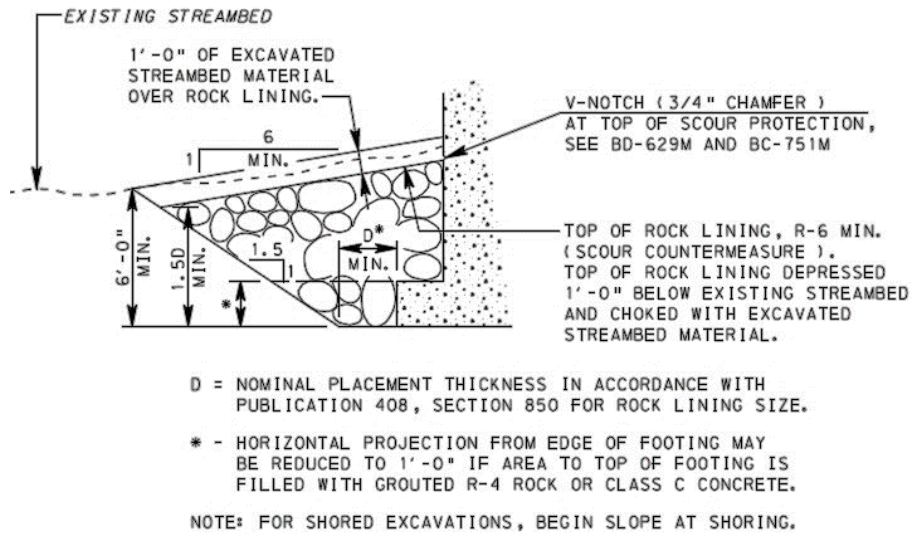 EXISTING STREAMBED
1'-0" OF EXCAVATED
STREAMBED MATERIAL
OVER ROCK LINING.
V-NOTCH (3/4" CHAMFER )
AT TOP OF SCOUR PROTECTION,
SEE BD-629M AND BC-751M
6
1
MIN.
6'-0"
MIN.
1.5D
MIN.
D*
MIN.
1.5
1
*
TOP OF ROCK LINING, R-6 MIN.
(SCOUR COUNTERMEASURE ).
TOP OF ROCK LINING DEPRESSED
1'-0" BELOW EXISTING STREAMBED
AND CHOKED WITH EXCAVATED
STREAMBED MATERIAL.
D = NOMINAL PLACEMENT THICKNESS IN ACCORDANCE WITH
PUBLICATION 408, SECTION 850 FOR ROCK LINING SIZE.
* - HORIZONTAL PROJECTION FROM EDGE OF FOOTING MAY
BE REDUCED TO 1'-0" IF AREA TO TOP OF FOOTING IS
FILLED WITH GROUTED R-4 ROCK OR CLASS C CONCRETE.
NOTE: FOR SHORED EXCAVATIONS, BEGIN SLOPE AT SHORING.